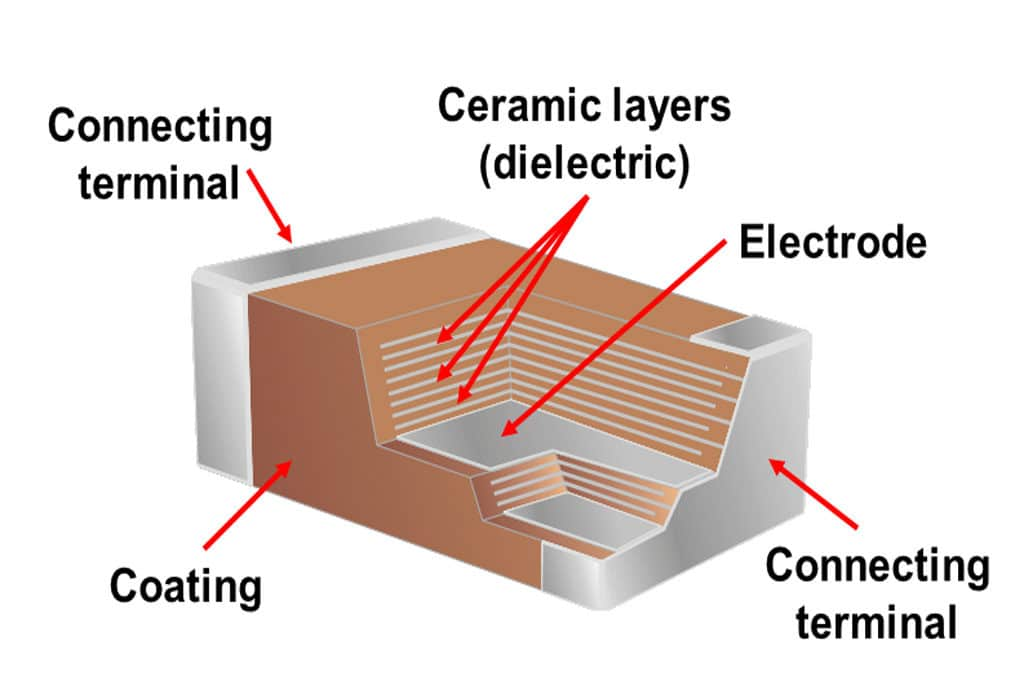 Connecting
terminal
Ceramic layers
(dielectric)
Electrode
Coating
Connecting
terminal